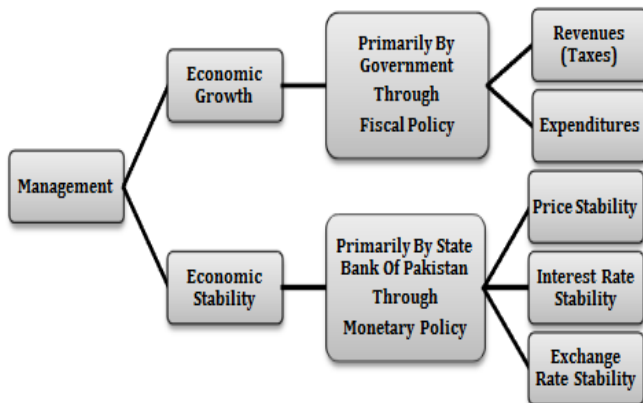 Management
Economic
Growth
Primarily By
Government
Through
Fiscal Policy
Revenues
(Taxes)
Expenditures
Economic
Stability
Primarily By State
Bank Of Pakistan
Through
Monetary Policy
Price Stability
Interest Rate
Stability
Exchange
Rate Stability